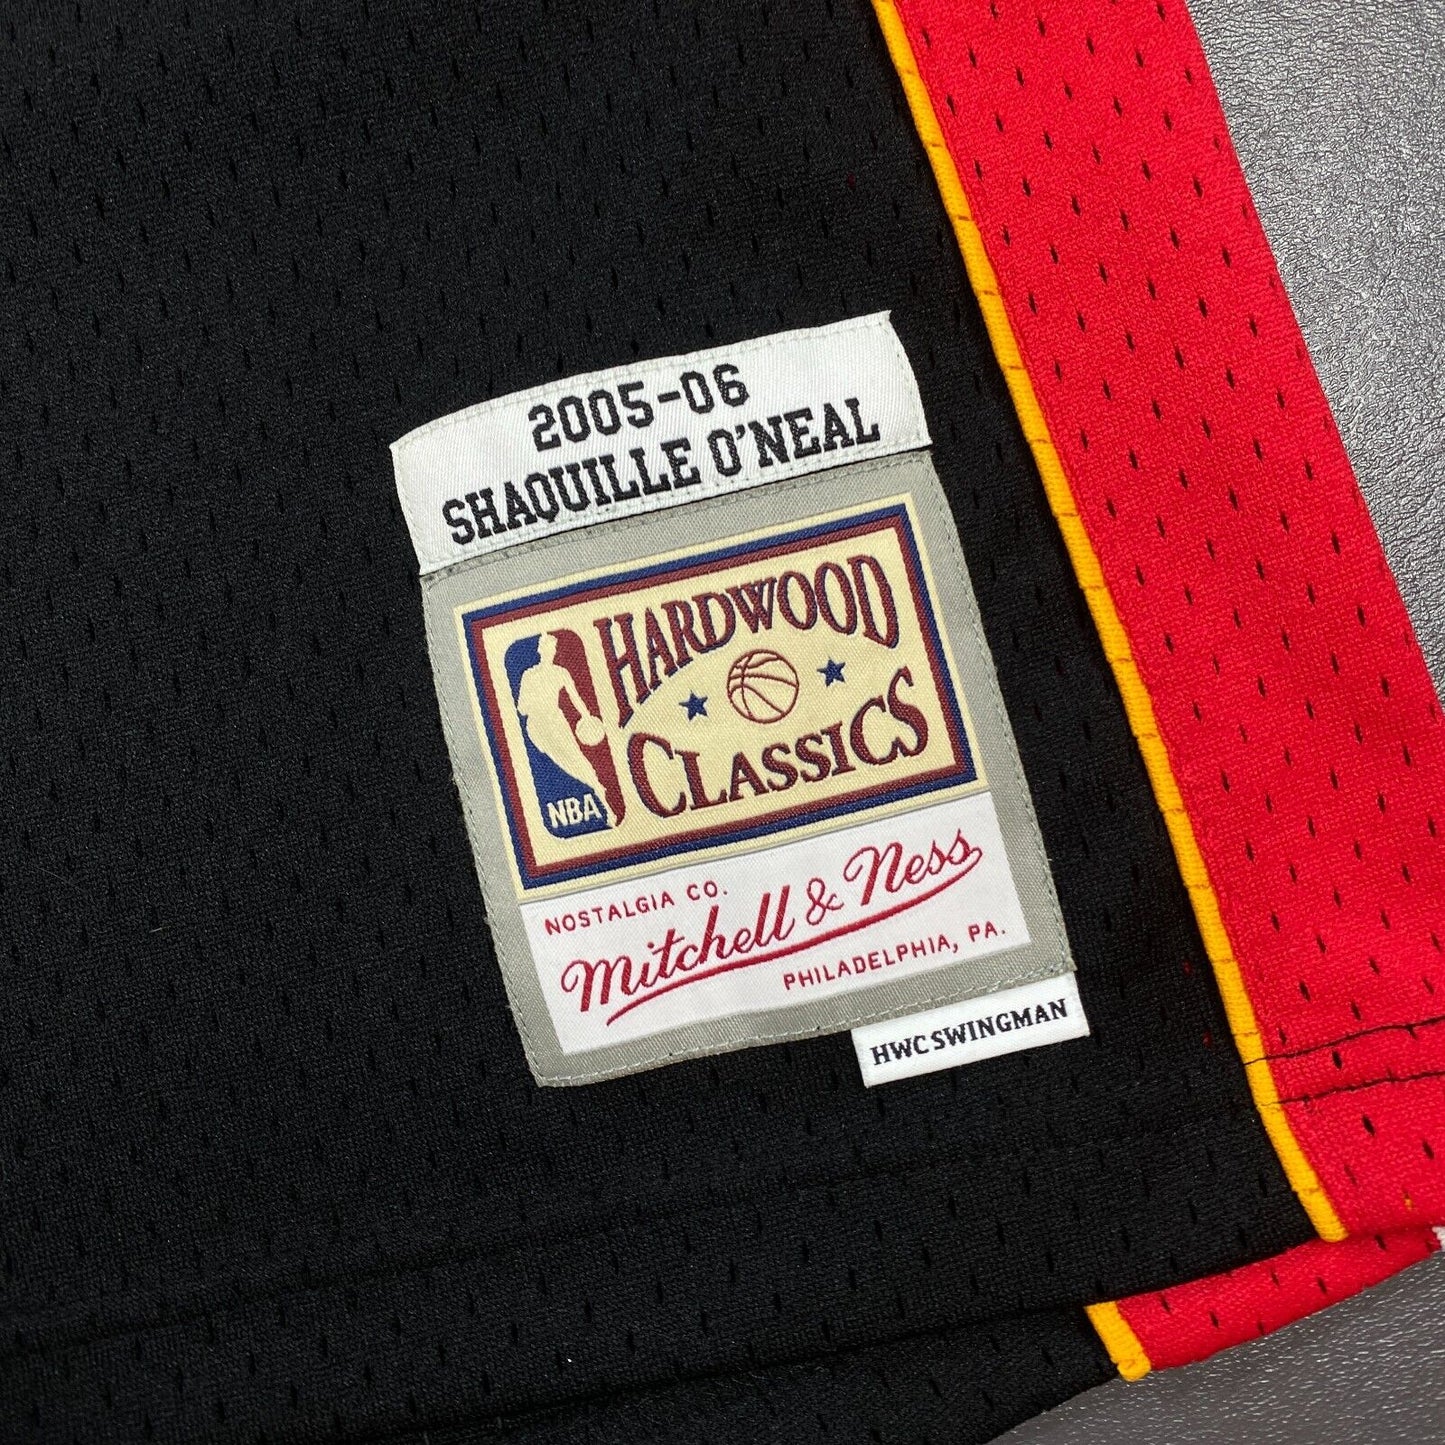 2005-06
SHAQUILLE O'NEAL
HARDWOOD
CLASSICS
NBA
NOSTALGIA CO.
Mitchell & Ness
PHILADELPHIA, PA.
HWC SWINGMAN